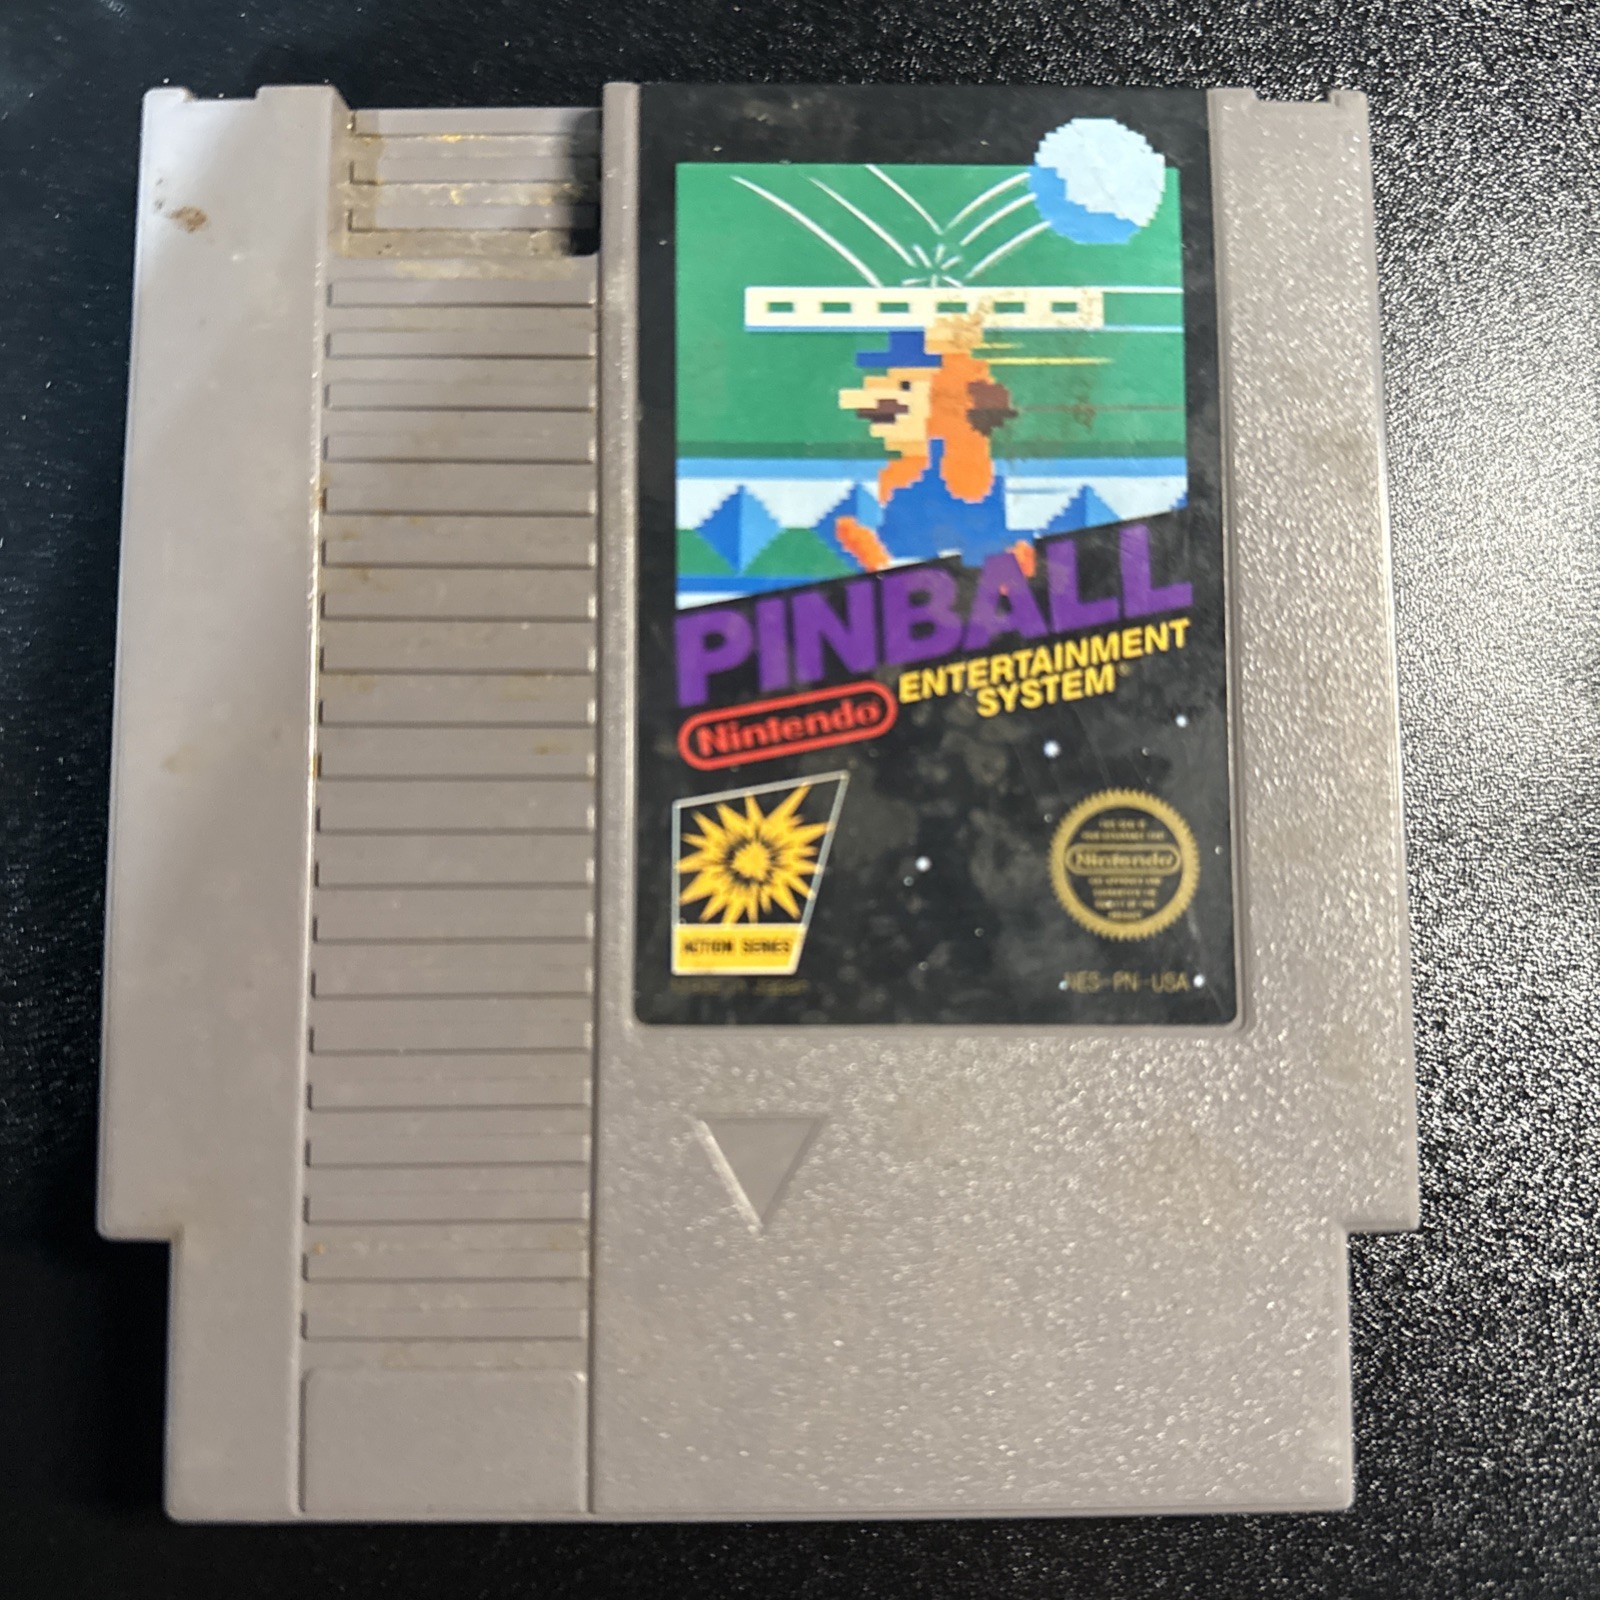 PINBALL
Nintendo®
ENTERTAINMENT
SYSTEM®
ACTION SERIES
Nintendo
NES-PN-USA